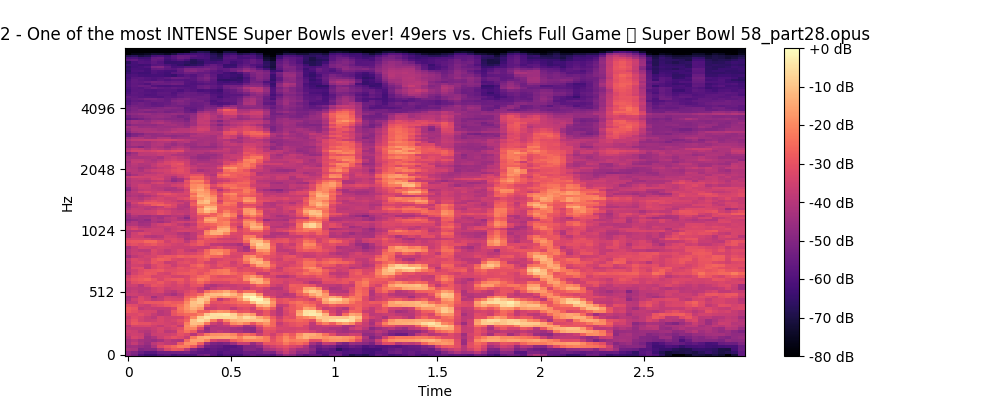 2 - One of the most INTENSE Super Bowls ever! 49ers vs. Chiefs Full Game  Super Bowl 58_part28.opus
+0 dB
4096
-10 dB
-20 dB
2048
-30 dB
Hz
1024
-40 dB
-50 dB
512
-60 dB
-70 dB
0
-80 dB
0 0.5 1 1.5 2 2.5
Time